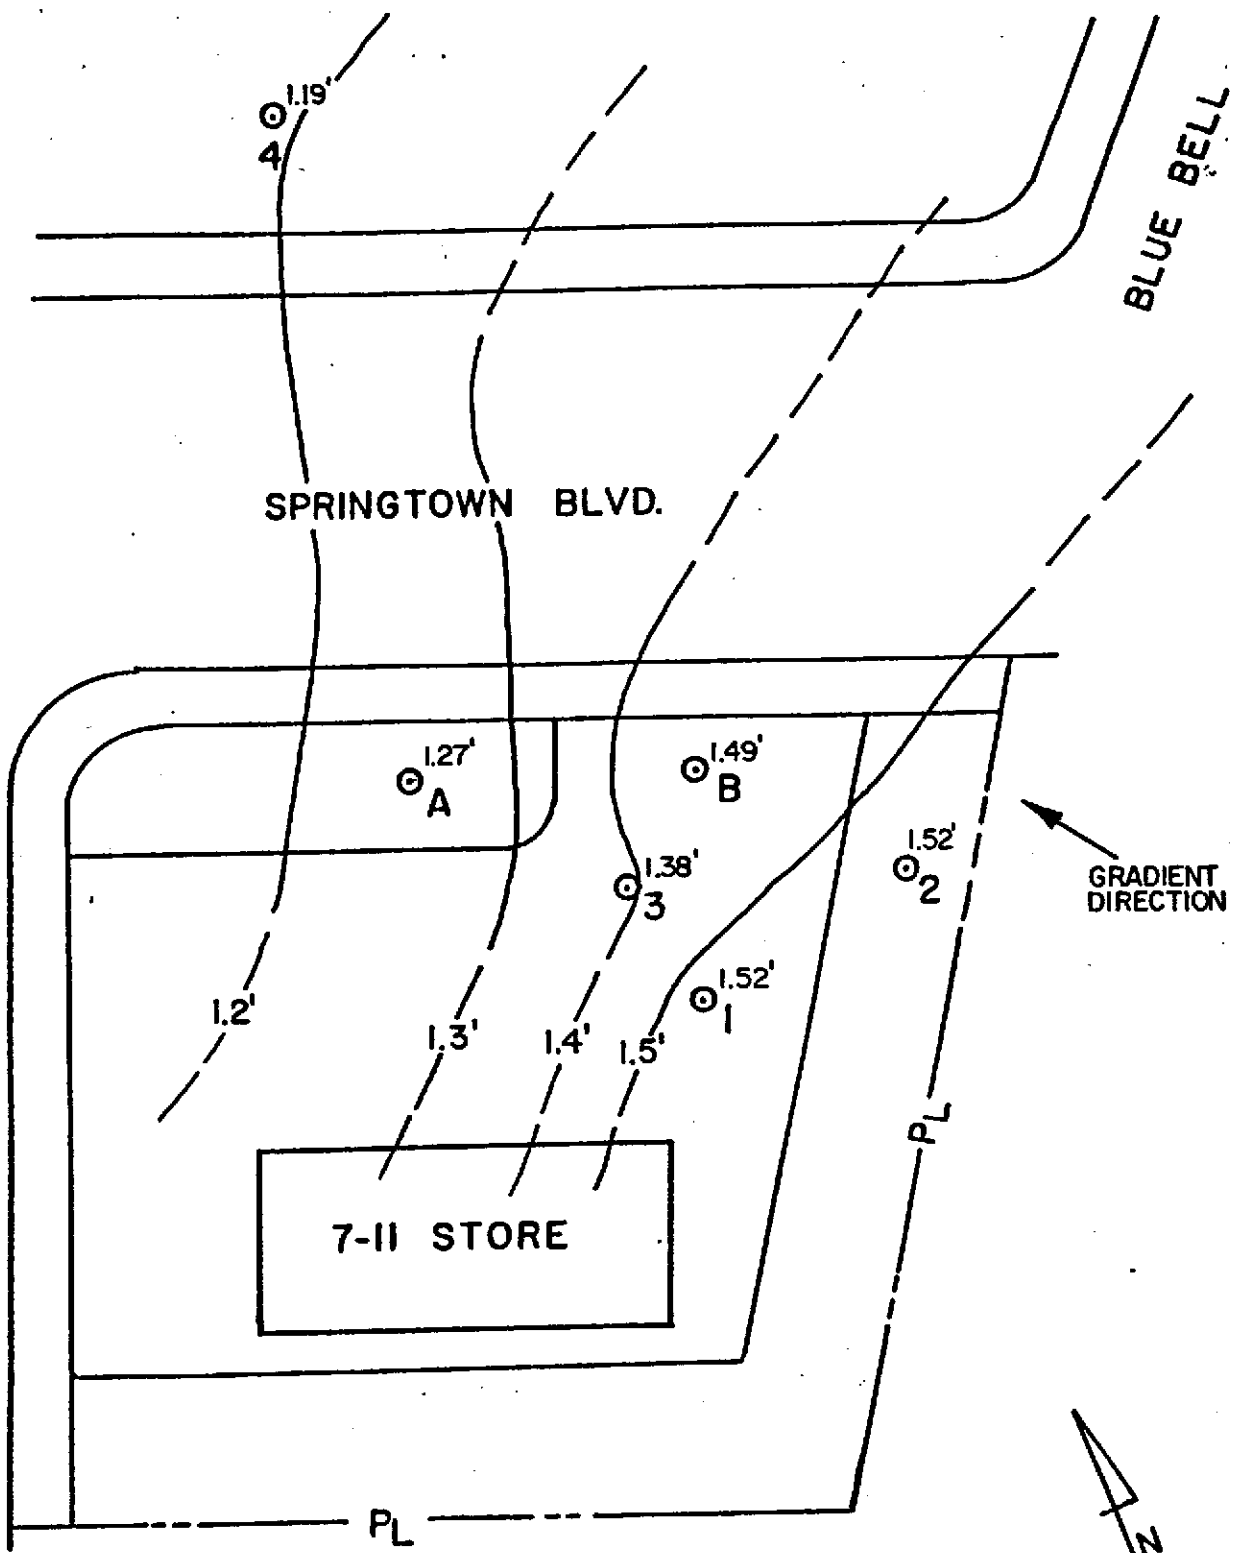 1.19'
4
BLUE BELL
SPRINGTOWN BLVD.
1.27'
A
1.49'
B
1.52'
2
GRADIENT
DIRECTION
1.38'
3
1.52'
1
1.2'
1.3'
1.4'
1.5'
PL
7-11 STORE
PL
N